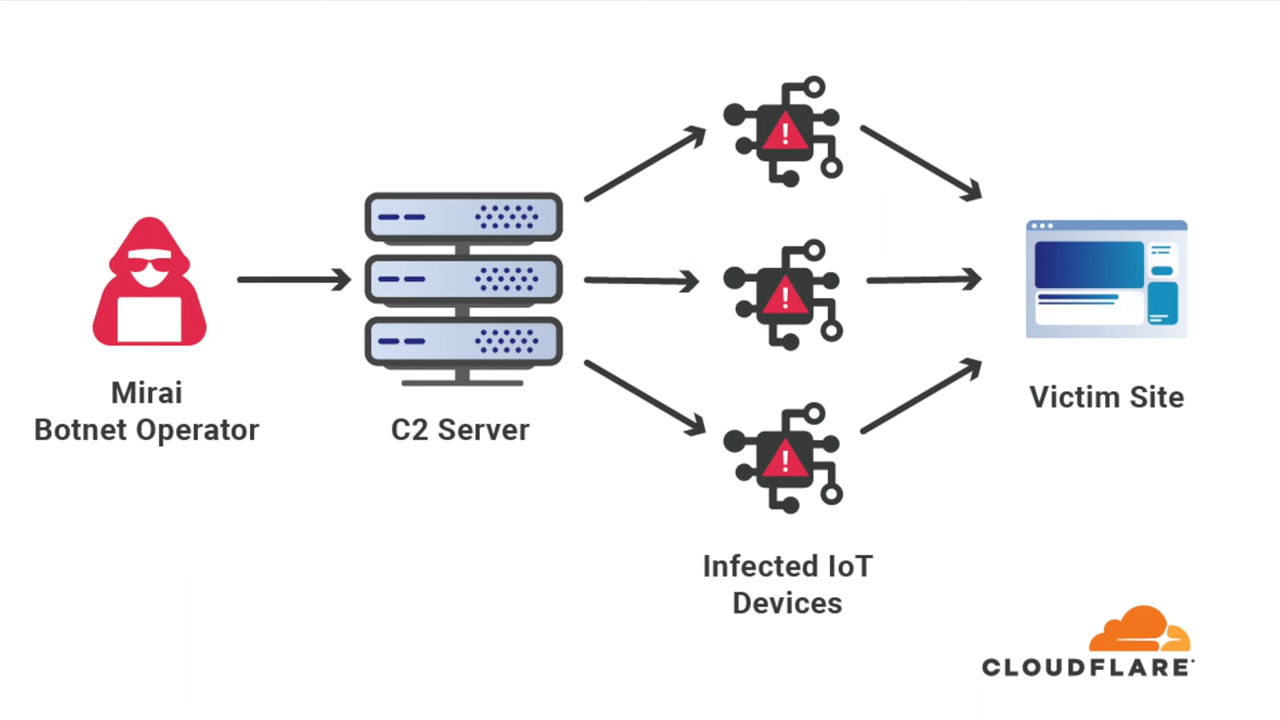 Mirai
Botnet Operator
C2 Server
Infected IoT
Devices
Victim Site
CLOUDFLARE